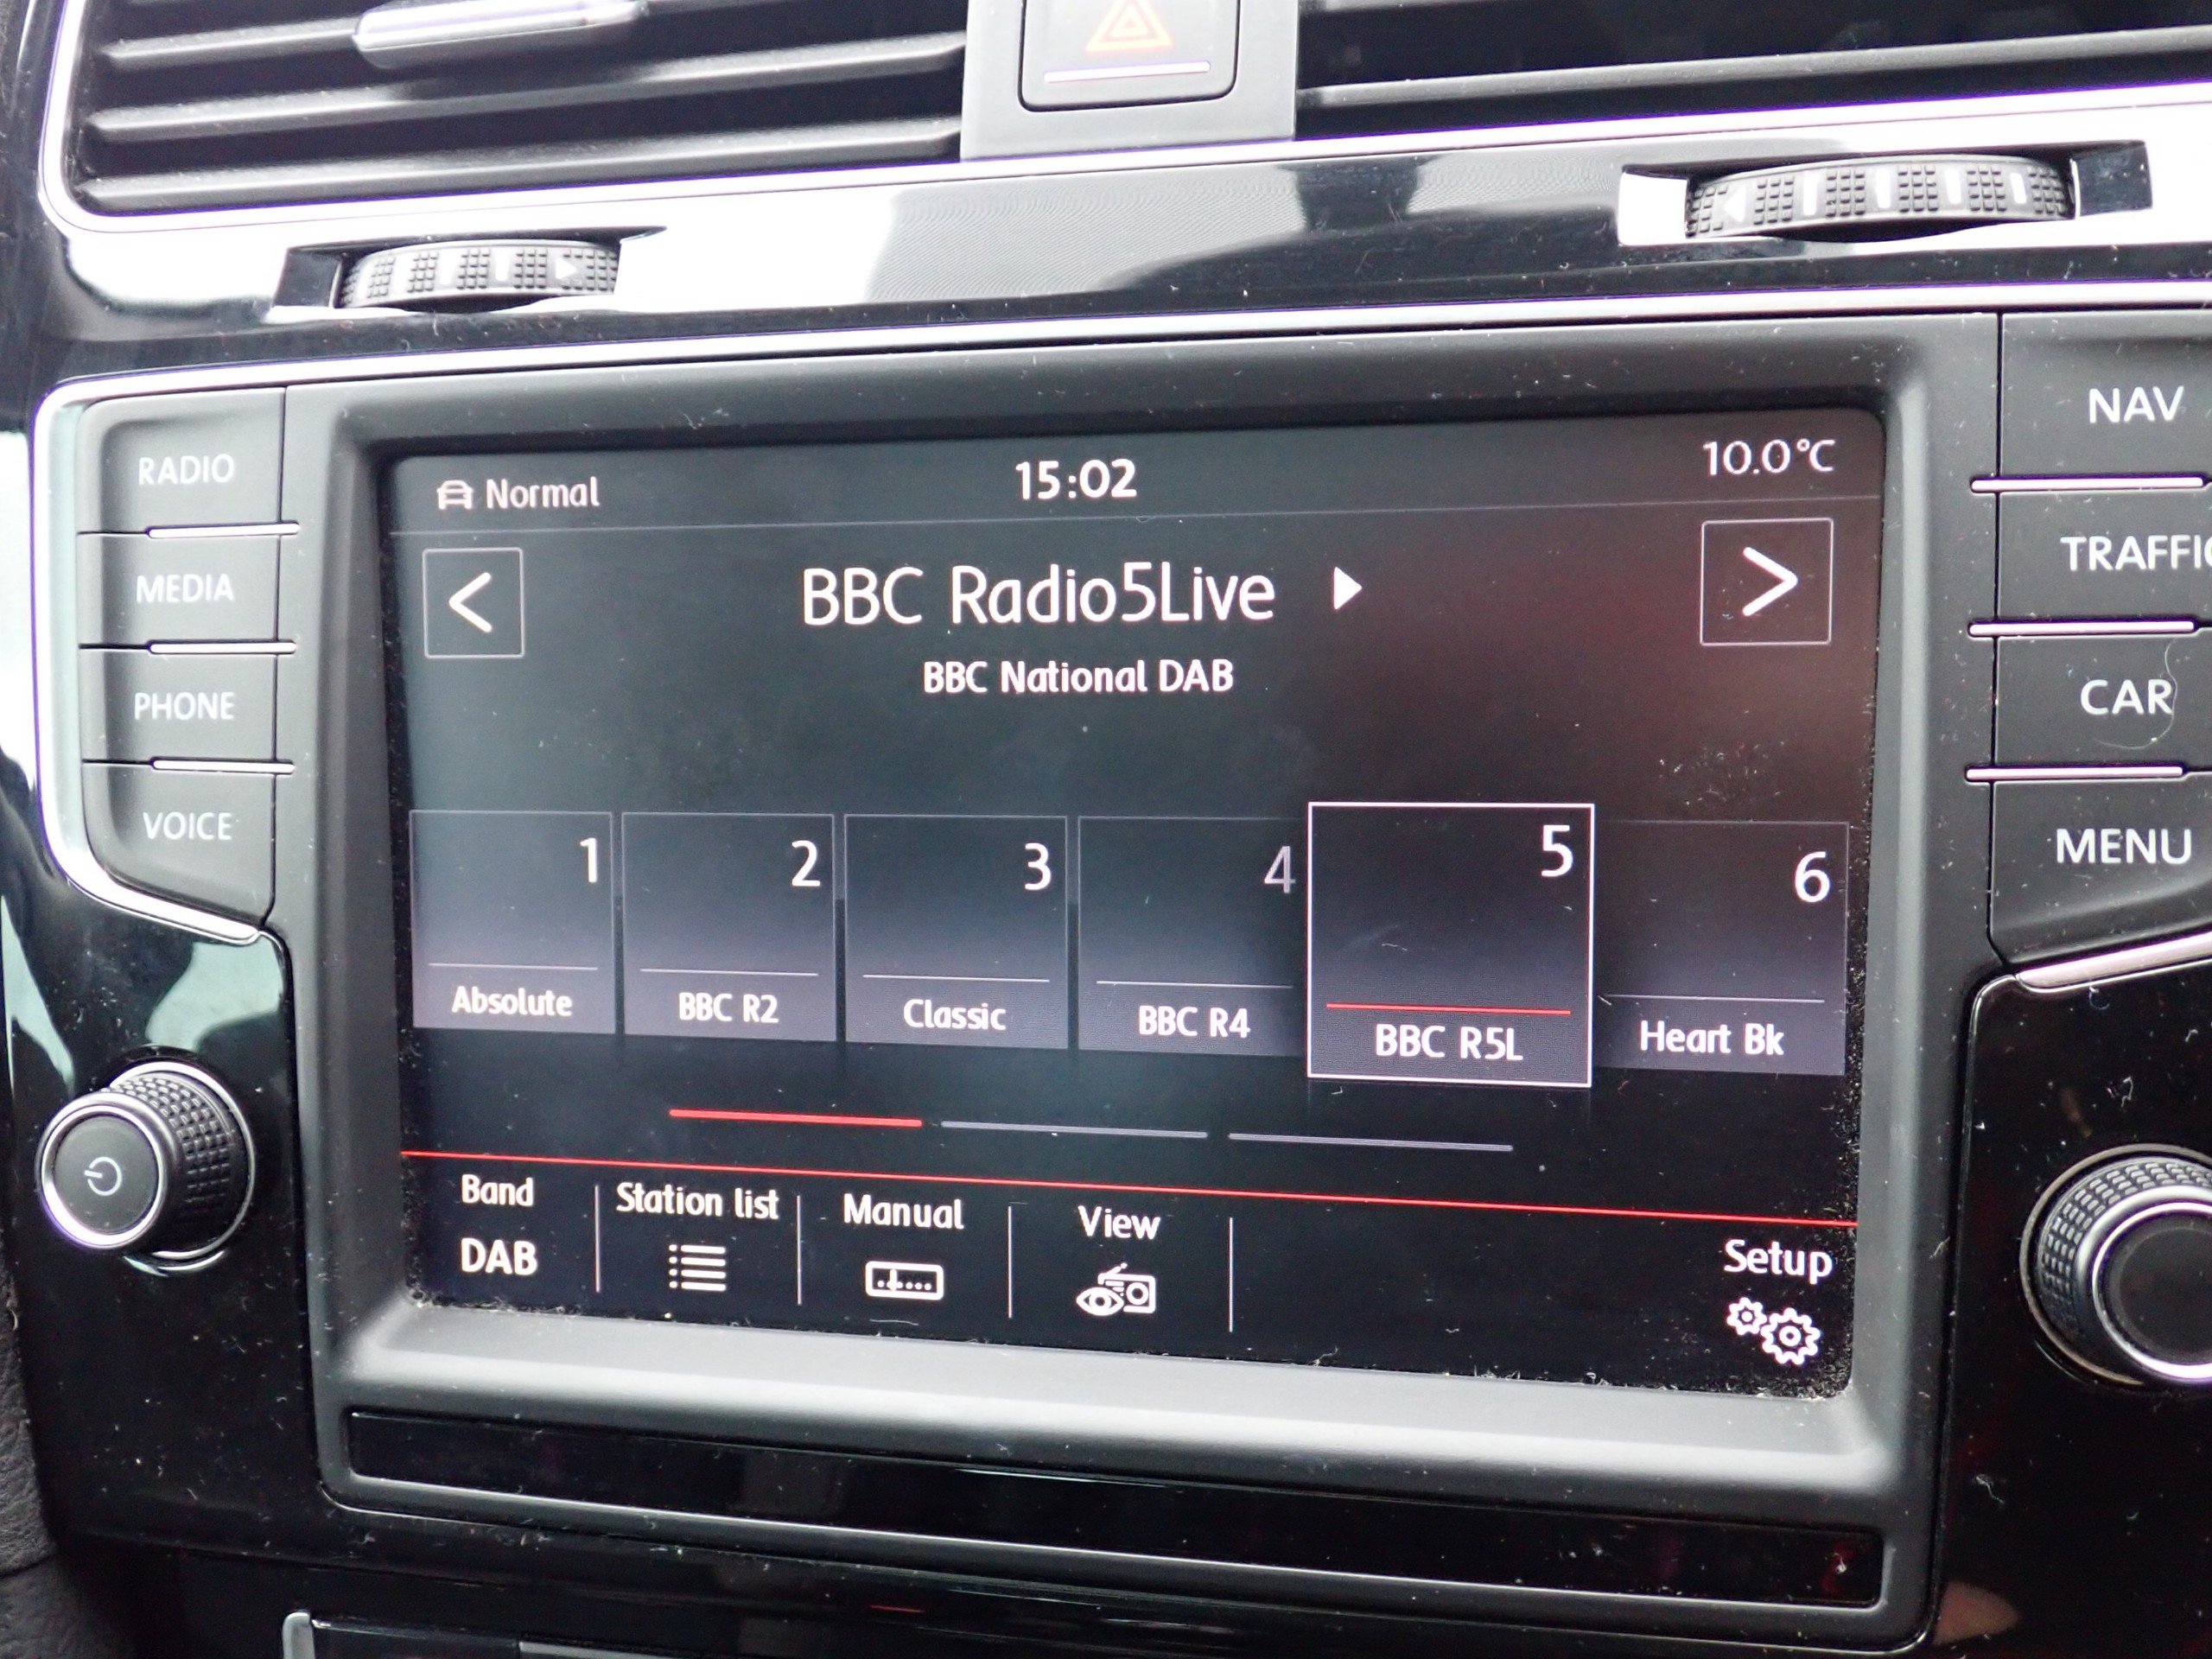 RADIO
MEDIA
PHONE
VOICE
Normal
15:02
10.0°C
BBC Radio5Live
BBC National DAB
1
2
3
4
5
6
Absolute
BBC R2
Classic
BBC R4
BBC R5L
Heart Bk
Band
DAB
Station list
Manual
View
Setup
NAV
TRAFFIC
CAR
MENU